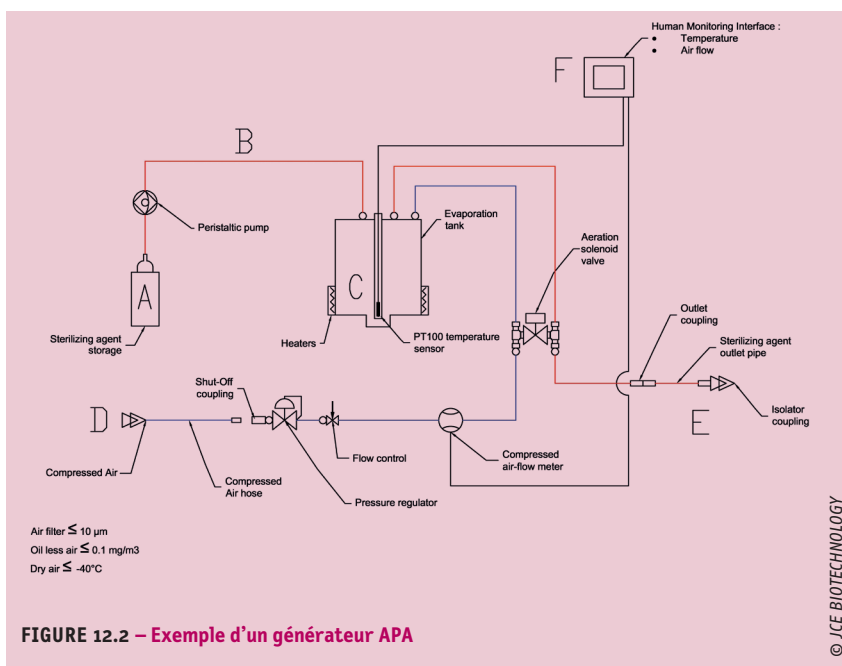 Human Monitoring Interface :
• Temperature
• Air flow
F
B
Peristaltic pump
Evaporation
tank
Aeration
solenoid
valve
A
C
Outlet
coupling
Sterilizing agent
storage
Heaters
PT100 temperature
sensor
Sterilizing agent
outlet pipe
Shut-Off
coupling
D
E
Isolator
coupling
Compressed Air
Compressed
Air hose
Flow control
Compressed
air-flow meter
Pressure regulator
Air filter ≤ 10 µm
Oil less air ≤ 0.1 mg/m3
Dry air ≤ -40°C
FIGURE 12.2 – Exemple d'un générateur APA
© JCE BIOTECHNOLOGY